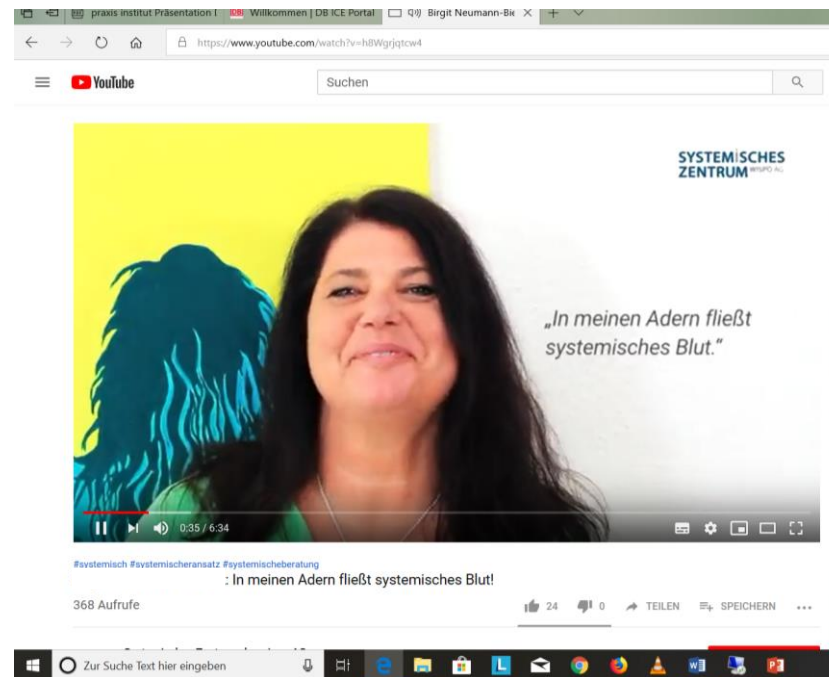 praxis institut Präsentation I
Willkommen | DB ICE Portal
Birgit Neumann-Bie
https://www.youtube.com/watch?v=h8Wgrjqtcw4
YouTube
Suchen
SYSTEMISCHES
ZENTRUM
„In meinen Adern fließt
systemisches Blut.“
0:35 / 6:34
#systemisch #systemischeransatz #systemischeberatung
: In meinen Adern fließt systemisches Blut!
368 Aufrufe
24
0
TEILEN
SPEICHERN
Zur Suche Text hier eingeben